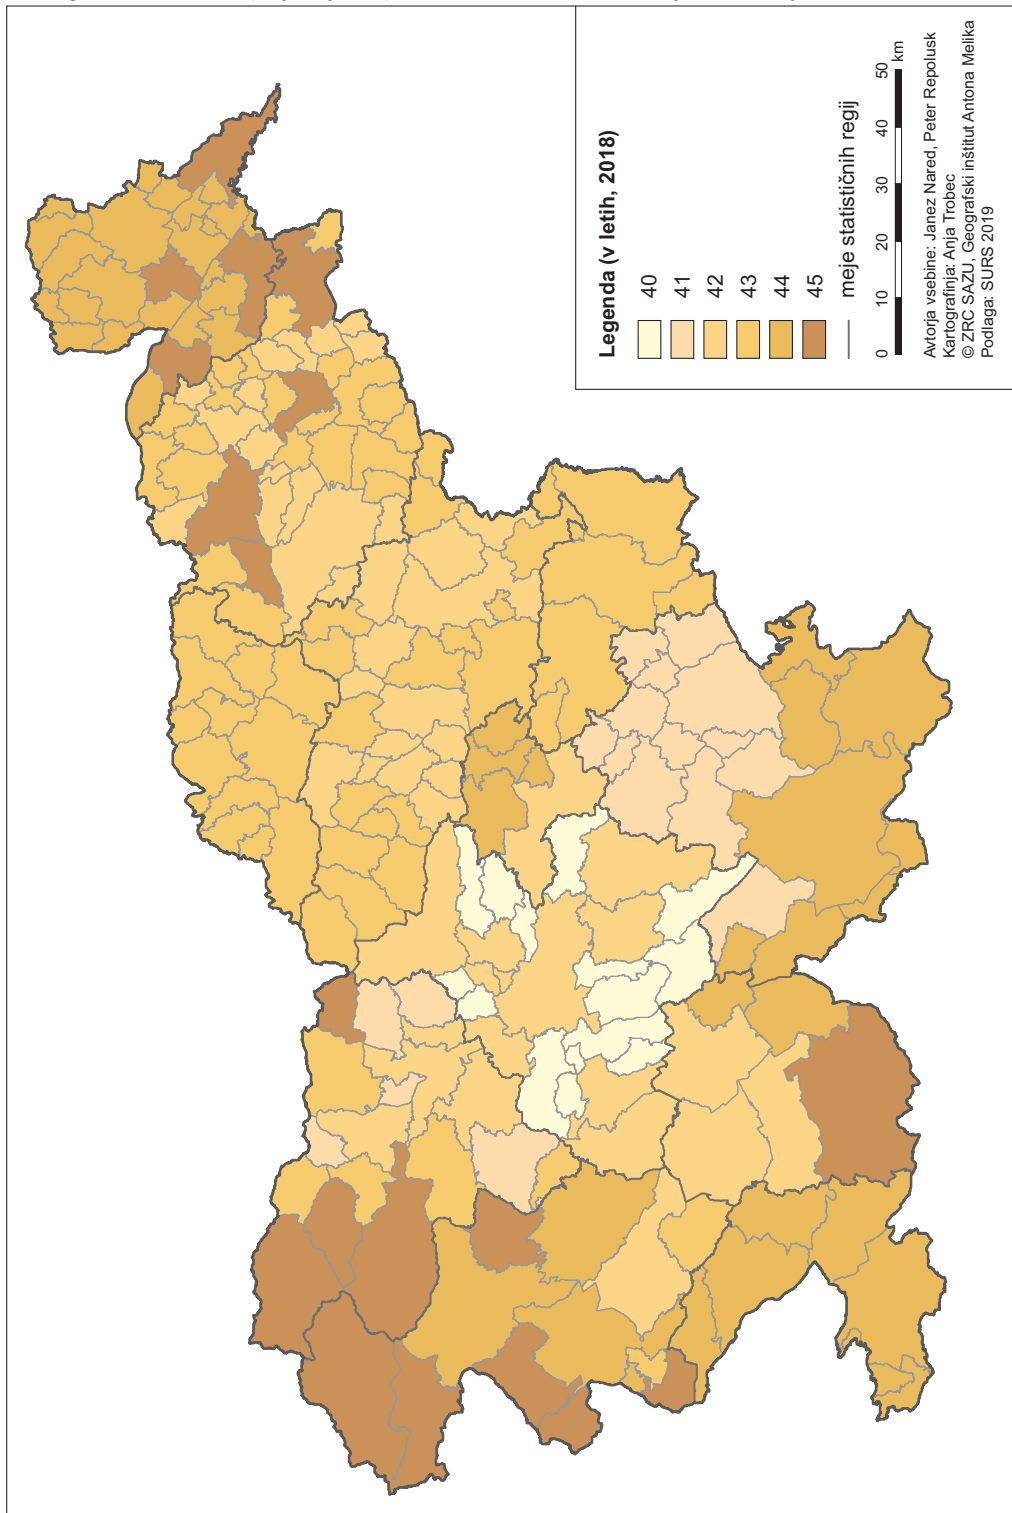 Legenda (v letih, 2018)
40
41
42
43
44
45
meje statističnih regij
0 10 20 30 40 50
km
Avtorja vsebine: Janez Nared, Peter Repolusk
Kartografinja: Anja Trobec
© ZRC SAZU, Geografski inštitut Antona Melika
Podlaga: SURS 2019